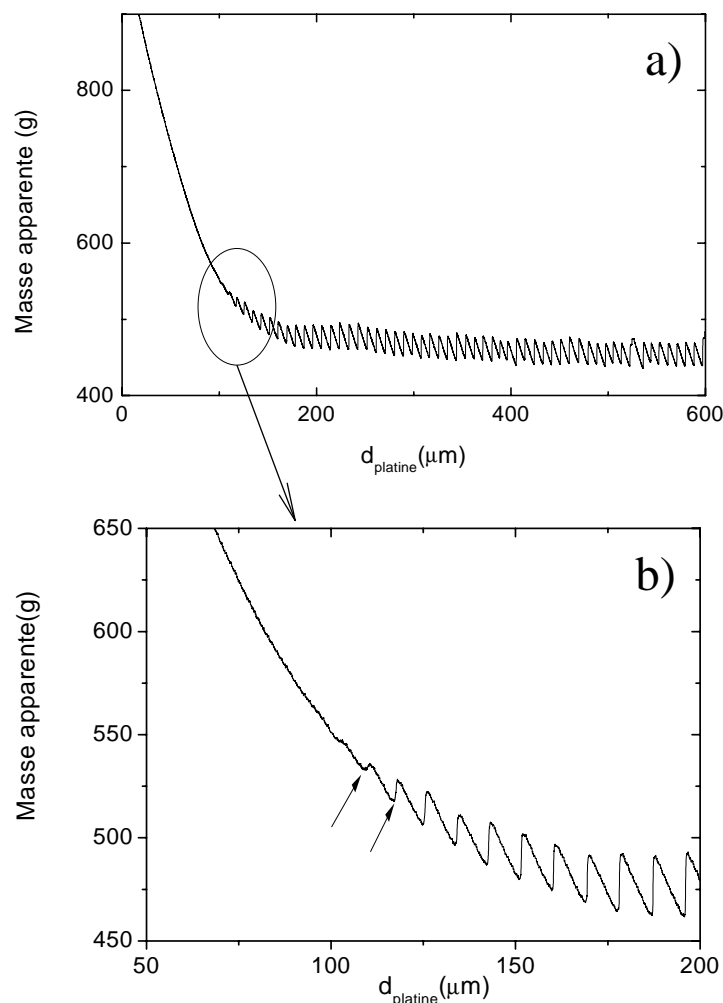 a)
800
600
400
Masse apparente (g)
0 200 400 600
d_platine(μm)
b)
650
600
550
500
450
Masse apparente(g)
50 100 150 200
d_platine(μm)